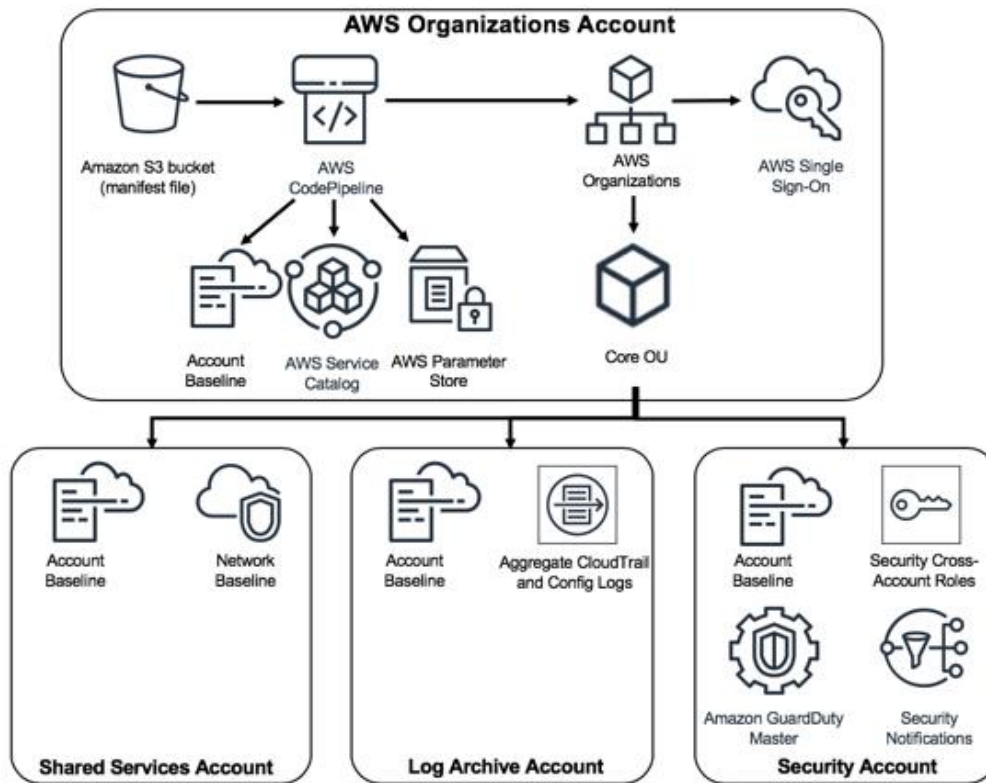 AWS Organizations Account
</>
Amazon S3 bucket
(manifest file)
AWS
CodePipeline
AWS
Organizations
AWS Single
Sign-On
Account
Baseline
AWS Service
Catalog
AWS Parameter
Store
Core OU
Account
Baseline
Network
Baseline
Shared Services Account
Account
Baseline
Aggregate CloudTrail
and Config Logs
Log Archive Account
Account
Baseline
Security Cross-
Account Roles
Amazon GuardDuty
Master
Security
Notifications
Security Account